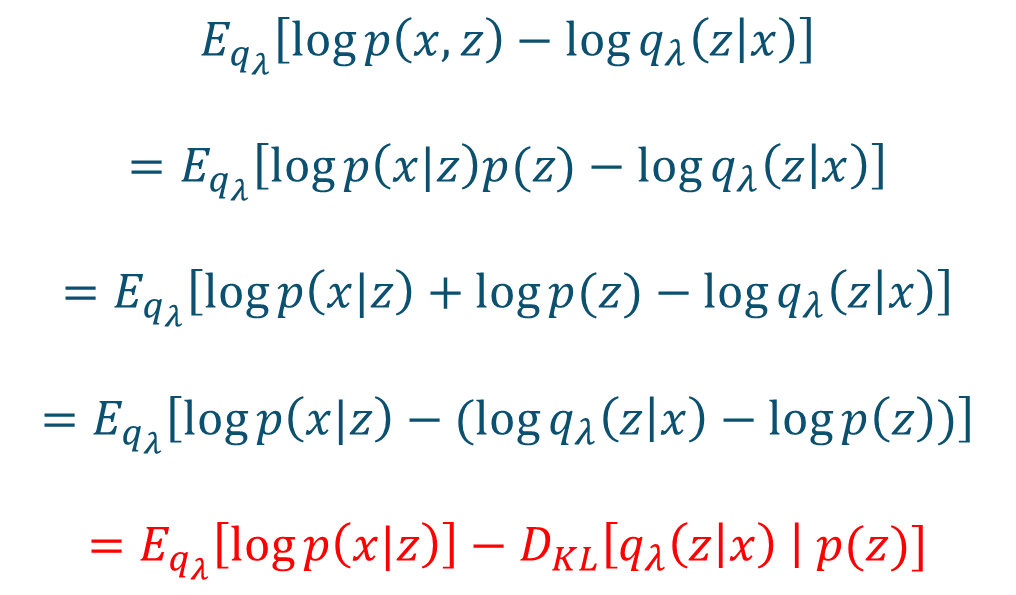 E_{q_λ}[log p(x, z) − log q_λ(z|x)]
= E_{q_λ}[log p(x|z)p(z) − log q_λ(z|x)]
= E_{q_λ}[log p(x|z) + log p(z) − log q_λ(z|x)]
= E_{q_λ}[log p(x|z) − (log q_λ(z|x) − log p(z))]
= E_{q_λ}[log p(x|z)] − D_{KL}[q_λ(z|x) | p(z)]